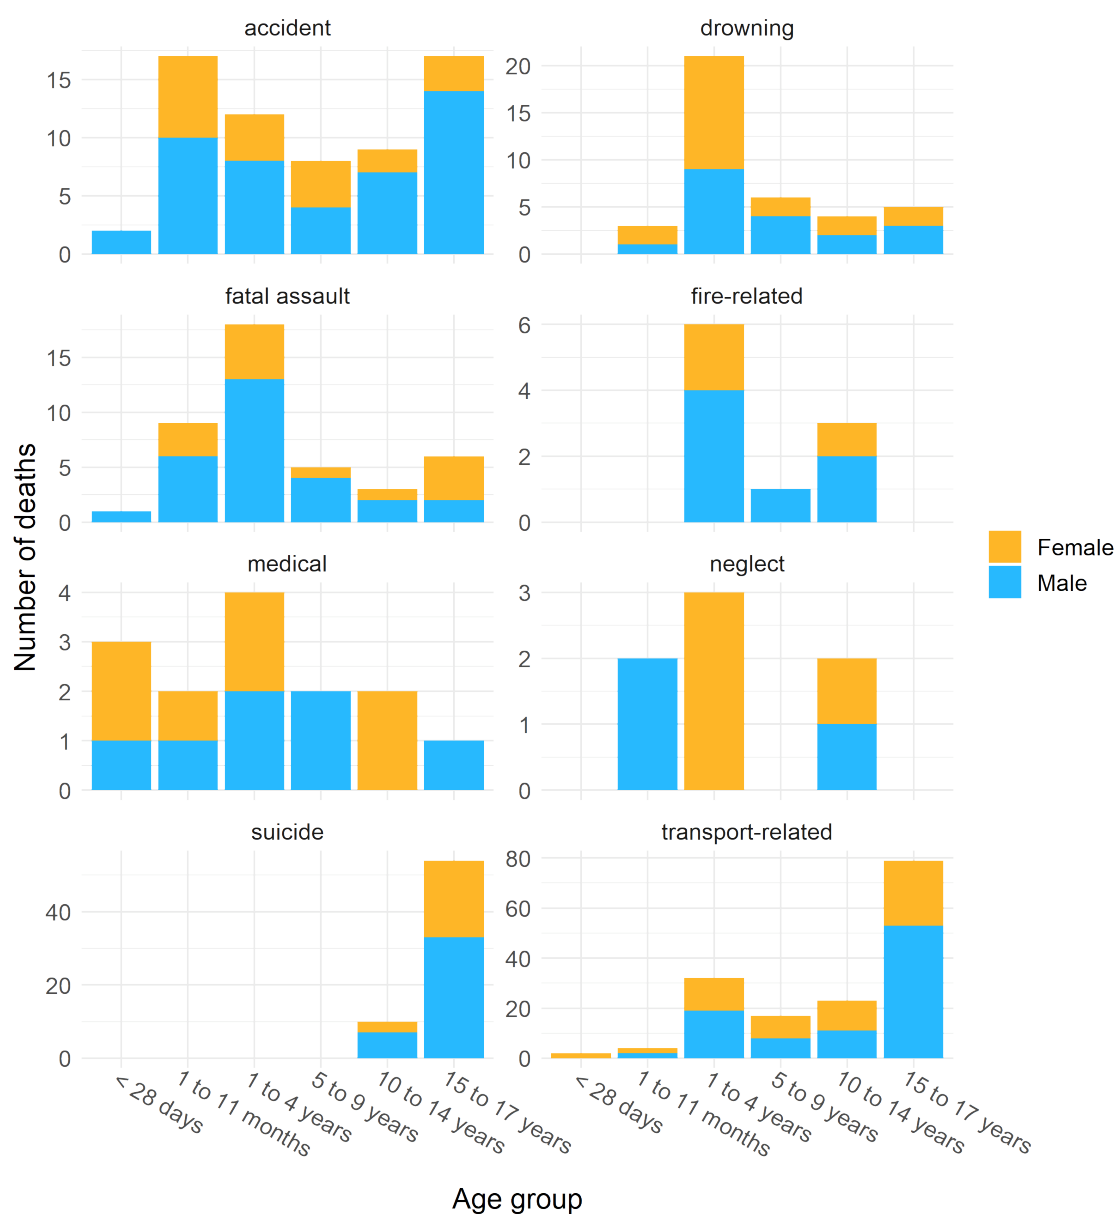 accident
drowning
15
10
5
0
20
15
10
5
0
fatal assault
fire-related
15
10
5
0
6
4
2
0
medical
neglect
4
3
2
1
0
3
2
1
0
suicide
transport-related
40
20
0
80
60
40
20
0
< 28 days
1 to 11 months
1 to 4 years
5 to 9 years
10 to 14 years
15 to 17 years
< 28 days
1 to 11 months
1 to 4 years
5 to 9 years
10 to 14 years
15 to 17 years
Number of deaths
Age group
Female
Male